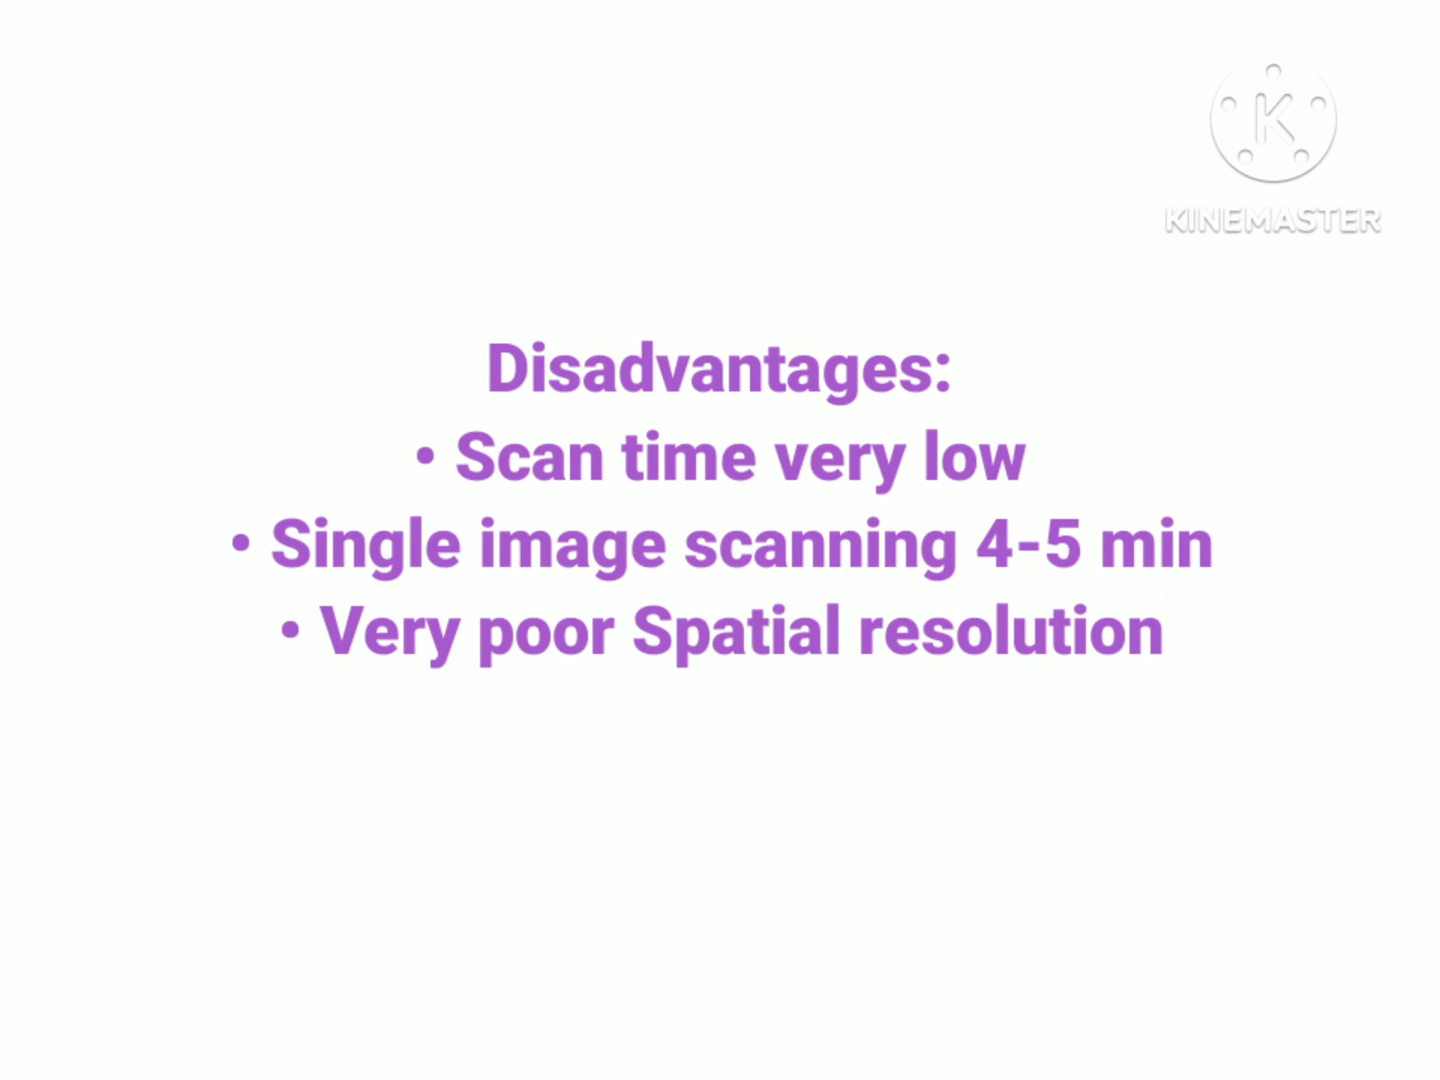 K
KINEMASTER
Disadvantages:
• Scan time very low
• Single image scanning 4-5 min
• Very poor Spatial resolution